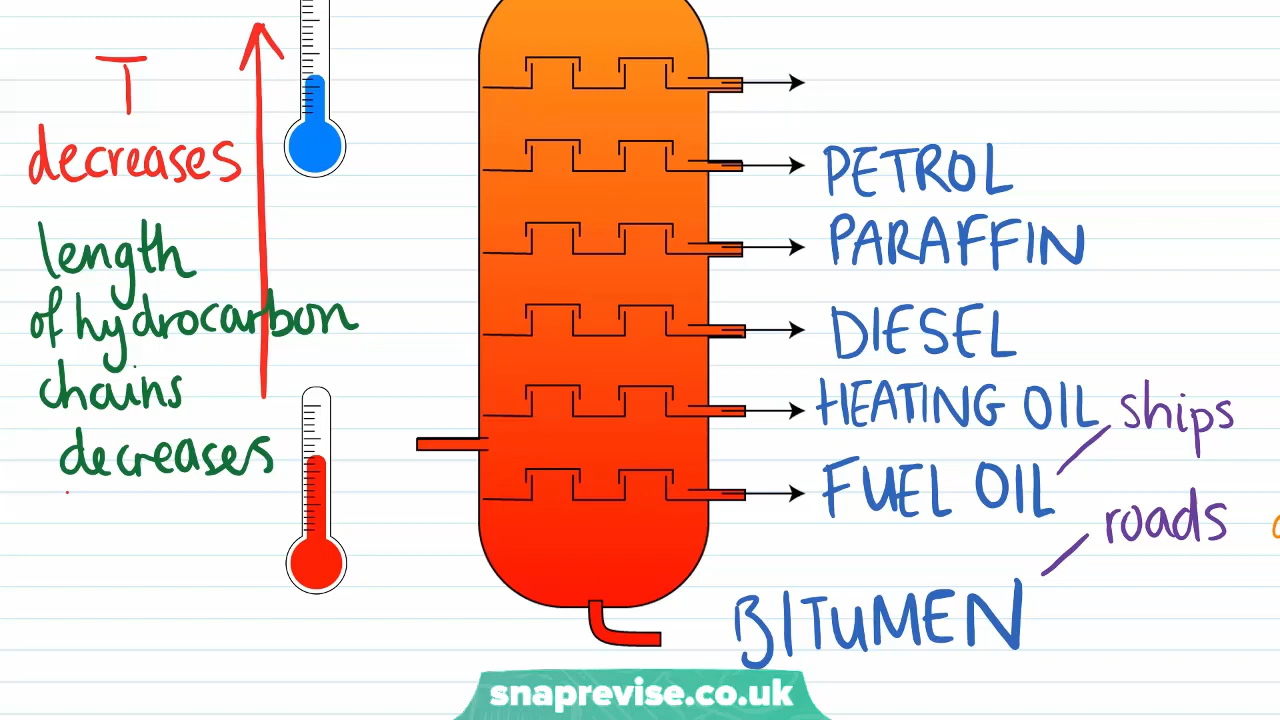 T
decreases
length
of hydrocarbon
chains
decreases
PETROL
PARAFFIN
DIESEL
HEATING OIL
ships
FUEL OIL
roads
BITUMEN
snaprevise.co.uk